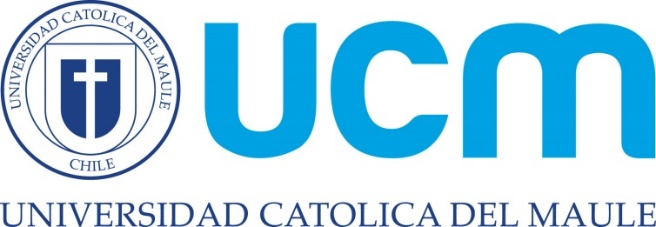 UNIVERSIDAD CATOLICA DEL MAULE
CHILE
ucm
UNIVERSIDAD CATOLICA DEL MAULE